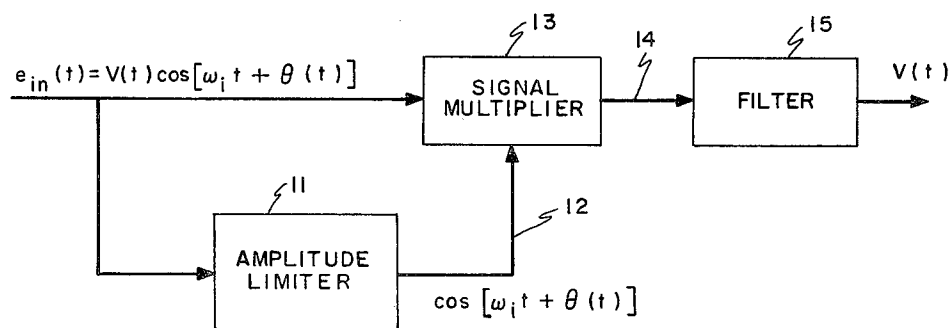 13
14
15
e_in(t)=V(t)cos[ω_i t + θ(t)]
SIGNAL
MULTIPLIER
FILTER
V(t)
11
12
AMPLITUDE
LIMITER
cos [ω_i t + θ(t)]